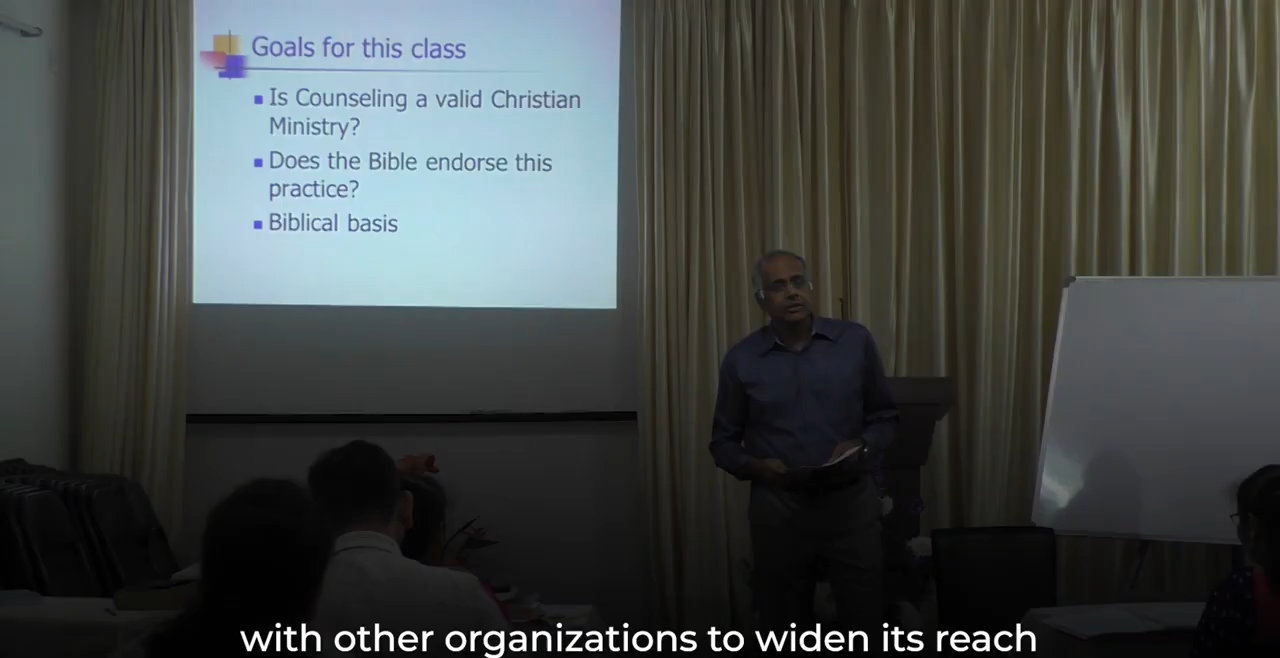 Goals for this class
Is Counseling a valid Christian
Ministry?
Does the Bible endorse this
practice?
Biblical basis
with other organizations to widen its reach